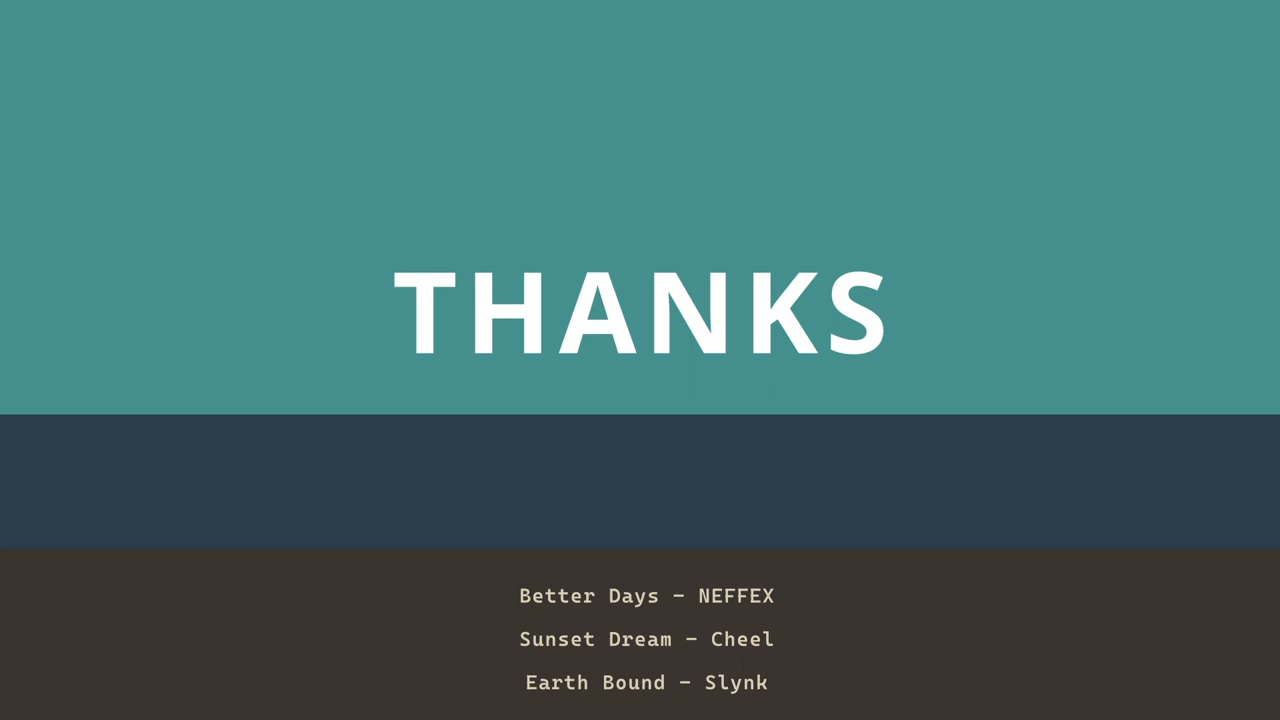 THANKS
Better Days – NEFFEX
Sunset Dream – Cheel
Earth Bound – Slynk